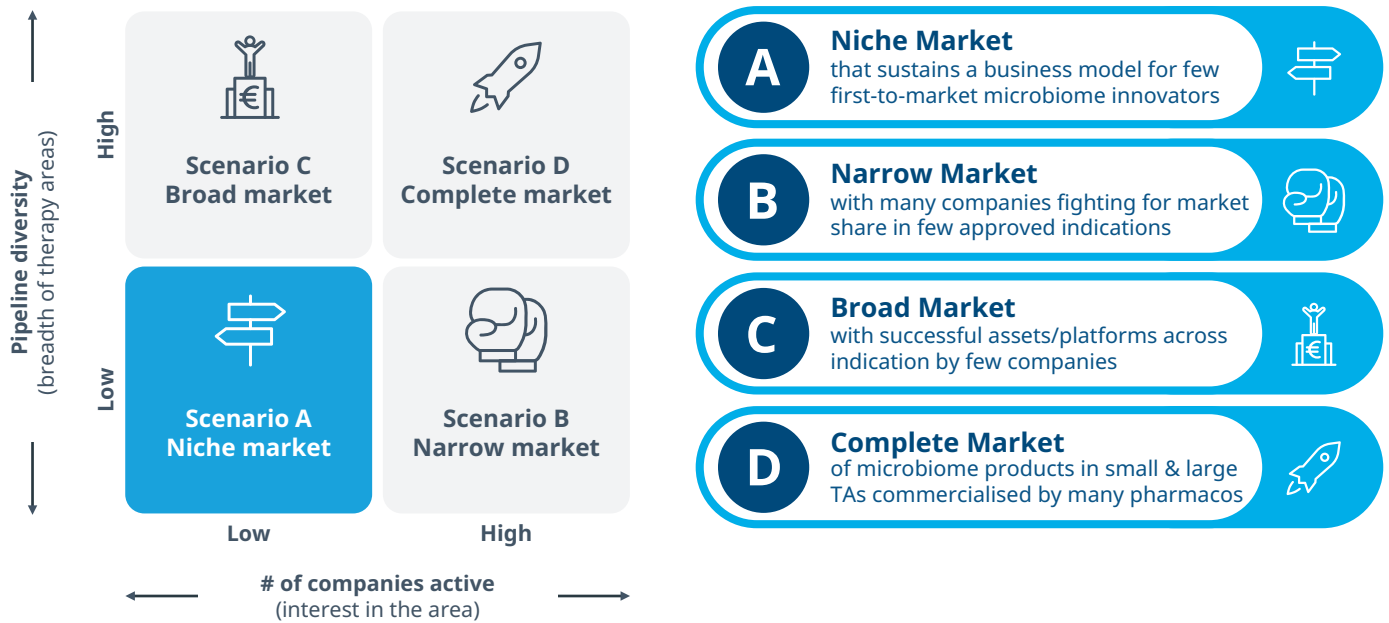 Pipeline diversity
(breadth of therapy areas)
High
Low
€
Scenario C
Broad market
Scenario D
Complete market
Scenario A
Niche market
Scenario B
Narrow market
Low
High
# of companies active
(interest in the area)
A
Niche Market
that sustains a business model for few
first-to-market microbiome innovators
B
Narrow Market
with many companies fighting for market
share in few approved indications
C
Broad Market
with successful assets/platforms across
indication by few companies
€
D
Complete Market
of microbiome products in small & large
TAs commercialised by many pharmacos